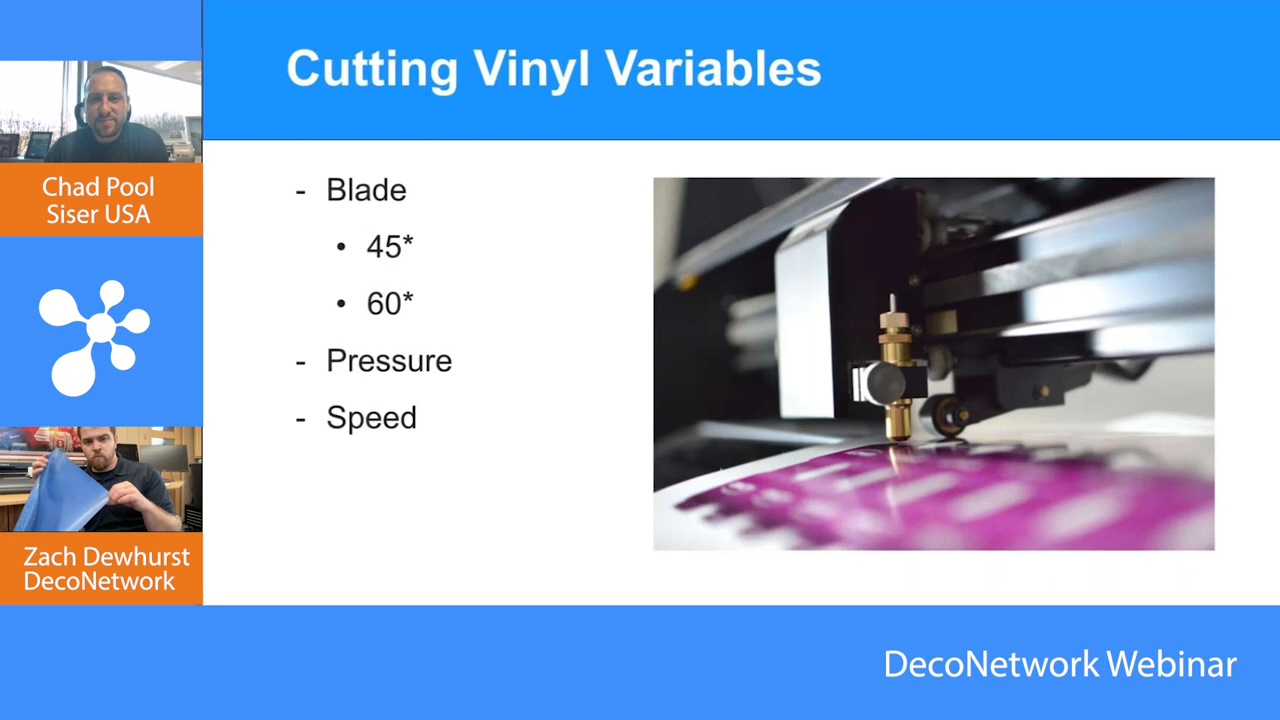 Cutting Vinyl Variables
Chad Pool
Siser USA
- Blade
• 45*
• 60*
- Pressure
- Speed
Zach Dewhurst
DecoNetwork
DecoNetwork Webinar